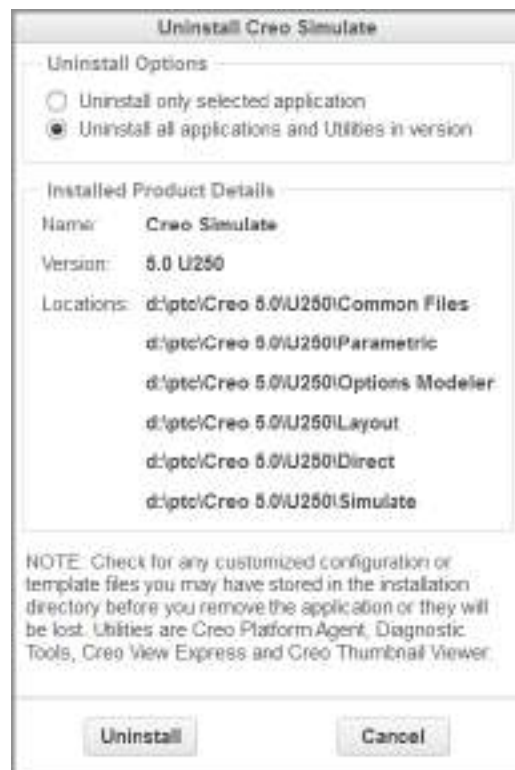 Uninstall Creo Simulate
Uninstall Options
Uninstall only selected application
Uninstall all applications and Utilities in version
Installed Product Details
Name: Creo Simulate
Version: 5.0 U250
Locations: d:\ptc\Creo 5.0\U250\Common Files
d:\ptc\Creo 5.0\U250\Parametric
d:\ptc\Creo 5.0\U250\Options Modeler
d:\ptc\Creo 5.0\U250\Layout
d:\ptc\Creo 5.0\U250\Direct
d:\ptc\Creo 5.0\U250\Simulate
NOTE: Check for any customized configuration or
template files you may have stored in the installation
directory before you remove the application or they will
be lost. Utilities are Creo Platform Agent, Diagnostic
Tools, Creo View Express and Creo Thumbnail Viewer.
Uninstall Cancel